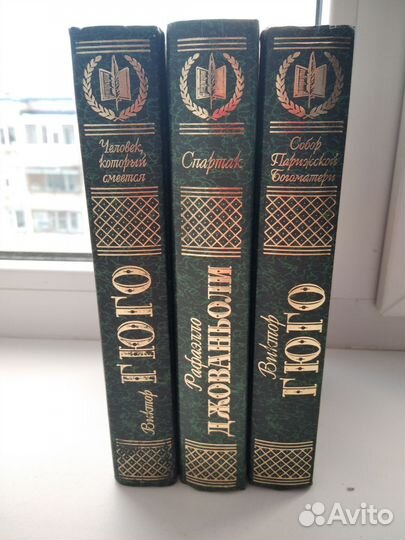 Человек,
который
смеется
Виктор
ГЮГО
Спартак
Рафаэлло
ДЖОВАНЬОЛИ
Собор
Парижской
Богоматери
Виктор
ГЮГО
Avito